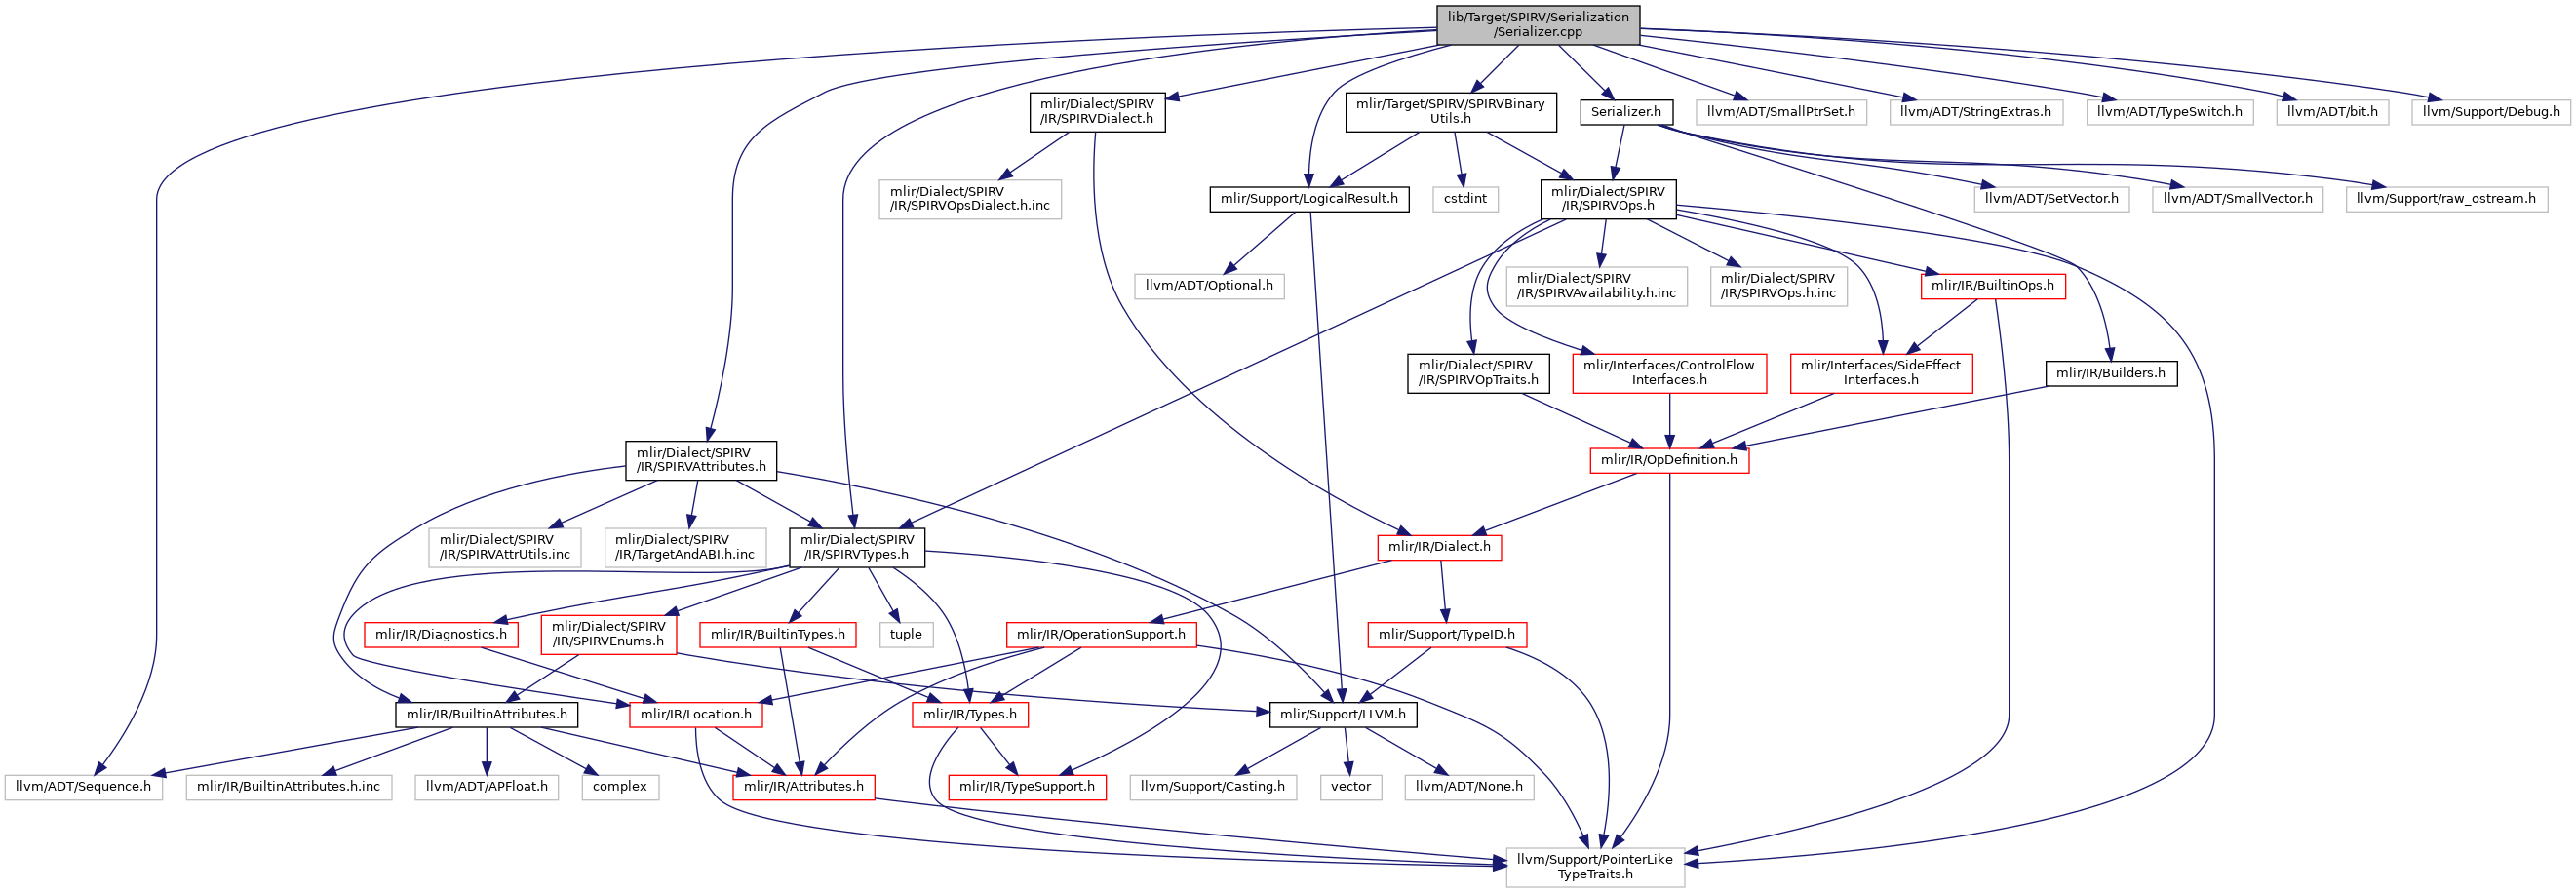 lib/Target/SPIRV/Serialization
/Serializer.cpp
mlir/Dialect/SPIRV
/IR/SPIRVDialect.h
mlir/Target/SPIRV/SPIRVBinary
Utils.h
Serializer.h
llvm/ADT/SmallPtrSet.h
llvm/ADT/StringExtras.h
llvm/ADT/TypeSwitch.h
llvm/ADT/bit.h
llvm/Support/Debug.h
mlir/Dialect/SPIRV
/IR/SPIRVOpsDialect.h.inc
mlir/Support/LogicalResult.h
cstdint
mlir/Dialect/SPIRV
/IR/SPIRVOps.h
llvm/ADT/SetVector.h
llvm/ADT/SmallVector.h
llvm/Support/raw_ostream.h
llvm/ADT/Optional.h
mlir/Dialect/SPIRV
/IR/SPIRVAvailability.h.inc
mlir/Dialect/SPIRV
/IR/SPIRVOps.h.inc
mlir/IR/BuiltinOps.h
mlir/Dialect/SPIRV
/IR/SPIRVOpTraits.h
mlir/Interfaces/ControlFlow
Interfaces.h
mlir/Interfaces/SideEffect
Interfaces.h
mlir/IR/Builders.h
mlir/Dialect/SPIRV
/IR/SPIRVAttributes.h
mlir/IR/OpDefinition.h
mlir/Dialect/SPIRV
/IR/SPIRVAttrUtils.inc
mlir/Dialect/SPIRV
/IR/TargetAndABI.h.inc
mlir/Dialect/SPIRV
/IR/SPIRVTypes.h
mlir/IR/Dialect.h
mlir/IR/Diagnostics.h
mlir/Dialect/SPIRV
/IR/SPIRVEnums.h
mlir/IR/BuiltinTypes.h
tuple
mlir/IR/OperationSupport.h
mlir/Support/TypeID.h
mlir/IR/BuiltinAttributes.h
mlir/IR/Location.h
mlir/IR/Types.h
mlir/Support/LLVM.h
llvm/ADT/Sequence.h
mlir/IR/BuiltinAttributes.h.inc
llvm/ADT/APFloat.h
complex
mlir/IR/Attributes.h
mlir/IR/TypeSupport.h
llvm/Support/Casting.h
vector
llvm/ADT/None.h
llvm/Support/PointerLike
TypeTraits.h